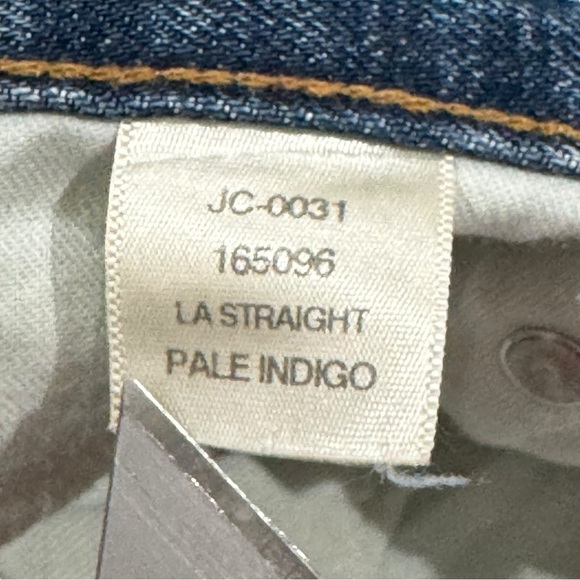 JC-0031
165096
LA STRAIGHT
PALE INDIGO